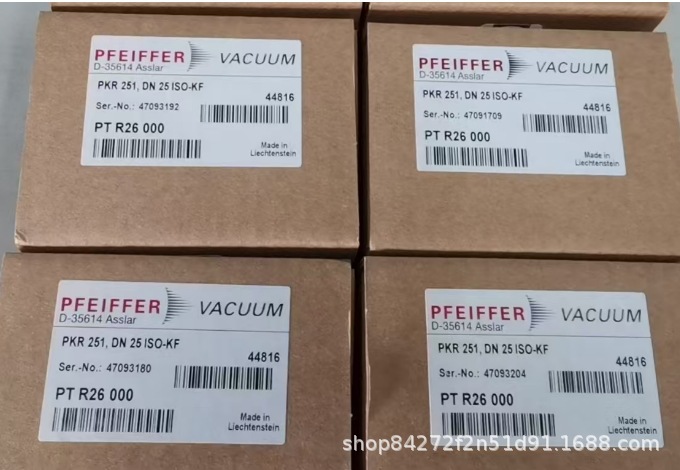 PFEIFFER VACUUM
D-35614 Asslar
PKR 251, DN 25 ISO-KF
44816
Ser.-No.: 47093192
PT R26 000
Made in
Liechtenstein
PFEIFFER VACUUM
D-35614 Asslar
PKR 251, DN 25 ISO-KF
44816
Ser.-No.: 47091709
PT R26 000
Made in
Liechtenstein
PFEIFFER VACUUM
D-35614 Asslar
PKR 251, DN 25 ISO-KF
44816
Ser.-No.: 47093180
PT R26 000
Made in
Liechtenstein
PFEIFFER VACUUM
D-35614 Asslar
PKR 251, DN 25 ISO-KF
44816
Ser.-No.: 47093204
PT R26 000
Made in
Liechtenstein
shop84272f2n51d91.1688.com